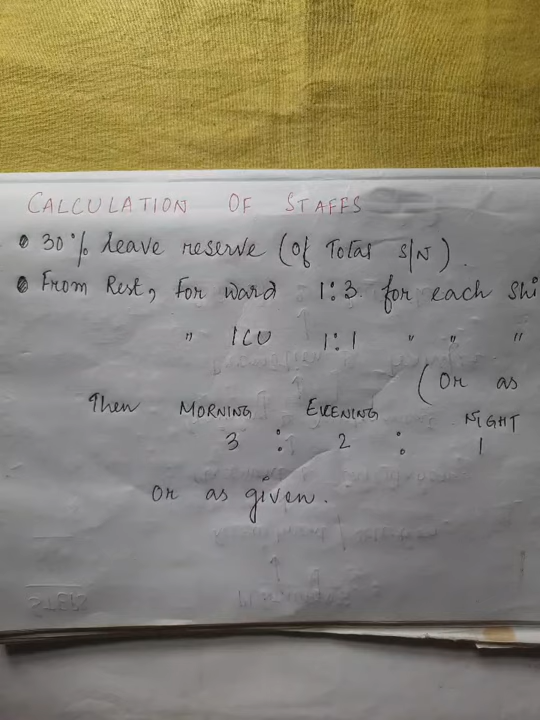 CALCULATION OF STAFFS
30% leave reserve (Of Total S/N).
From Rest, For ward 1:3 for each Shi
" ICU 1:1 " " "
(Or as
Then MORNING EVENING NIGHT
3 : 2 : 1
Or as given.